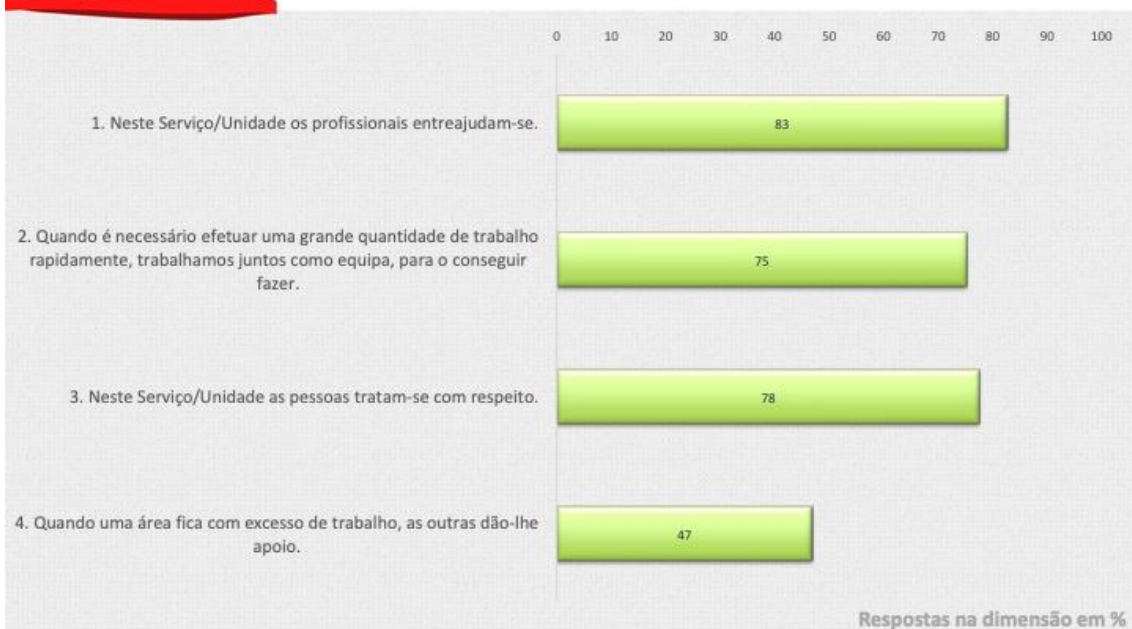 0 10 20 30 40 50 60 70 80 90 100
1. Neste Serviço/Unidade os profissionais entreajudam-se.
83
2. Quando é necessário efetuar uma grande quantidade de trabalho
rapidamente, trabalhamos juntos como equipa, para o conseguir
fazer.
75
3. Neste Serviço/Unidade as pessoas tratam-se com respeito.
78
4. Quando uma área fica com excesso de trabalho, as outras dão-lhe
apoio.
47
Respostas na dimensão em %